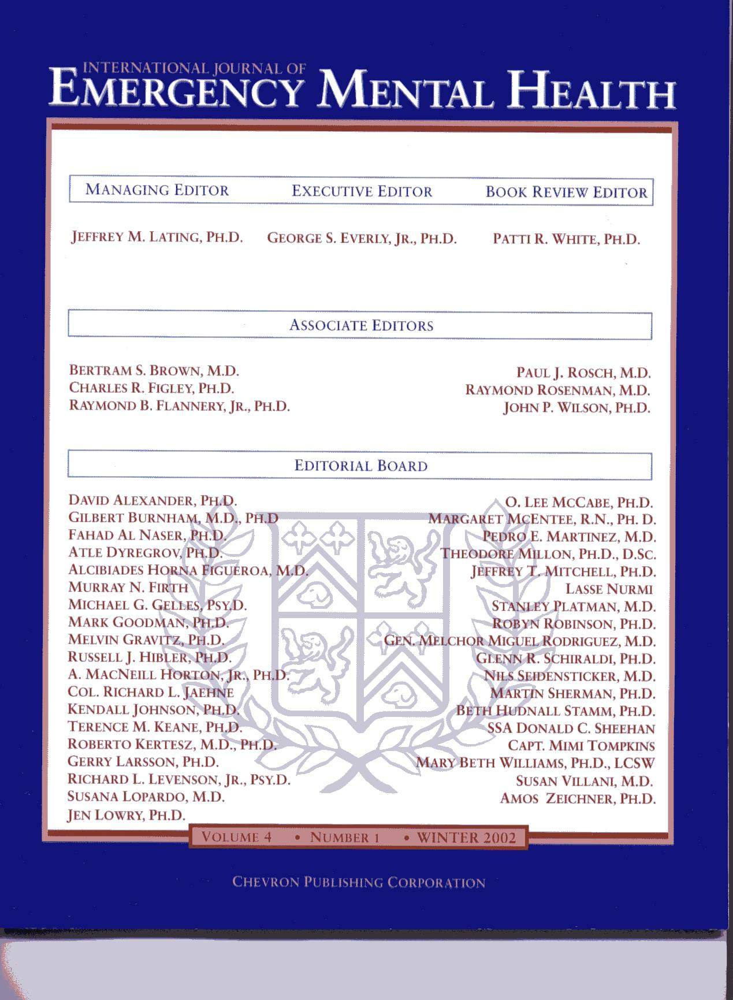 INTERNATIONAL JOURNAL OF
EMERGENCY MENTAL HEALTH
MANAGING EDITOR EXECUTIVE EDITOR BOOK REVIEW EDITOR
JEFFREY M. LATING, PH.D. GEORGE S. EVERLY, JR., PH.D. PATTI R. WHITE, PH.D.
ASSOCIATE EDITORS
BERTRAM S. BROWN, M.D.
CHARLES R. FIGLEY, PH.D.
RAYMOND B. FLANNERY, JR., PH.D.
PAUL J. ROSCH, M.D.
RAYMOND ROSENMAN, M.D.
JOHN P. WILSON, PH.D.
EDITORIAL BOARD
DAVID ALEXANDER, PH.D.
GILBERT BURNHAM, M.D., PH.D
FAHAD AL NASER, PH.D.
ATLE DYREGROV, PH.D.
ALCIBIADES HORNA FIGUEROA, M.D.
MURRAY N. FIRTH
MICHAEL G. GELLES, PSY.D.
MARK GOODMAN, PH.D.
MELVIN GRAVITZ, PH.D.
RUSSELL J. HIBLER, PH.D.
A. MACNEILL HORTON, JR., PH.D.
COL. RICHARD L. JAEHNE
KENDALL JOHNSON, PH.D.
TERENCE M. KEANE, PH.D.
ROBERTO KERTESZ, M.D., PH.D.
GERRY LARSSON, PH.D.
RICHARD L. LEVENSON, JR., PSY.D.
SUSANA LOPARDO, M.D.
JEN LOWRY, PH.D.
O. LEE MCCABE, PH.D.
MARGARET MCENTEE, R.N., PH. D.
PEDRO E. MARTINEZ, M.D.
THEODORE MILLON, PH.D., D.SC.
JEFFREY T. MITCHELL, PH.D.
LASSE NURMI
STANLEY PLATMAN, M.D.
ROBYN ROBINSON, PH.D.
GEN. MELCHOR MIGUEL RODRIGUEZ, M.D.
GLENN R. SCHIRALDI, PH.D.
NILS SEIDENSTICKER, M.D.
MARTIN SHERMAN, PH.D.
BETH HUDNALL STAMM, PH.D.
SSA DONALD C. SHEEHAN
CAPT. MIMI TOMPKINS
MARY BETH WILLIAMS, PH.D., LCSW
SUSAN VILLANI, M.D.
AMOS ZEICHNER, PH.D.
VOLUME 4 • NUMBER 1 • WINTER 2002
CHEVRON PUBLISHING CORPORATION